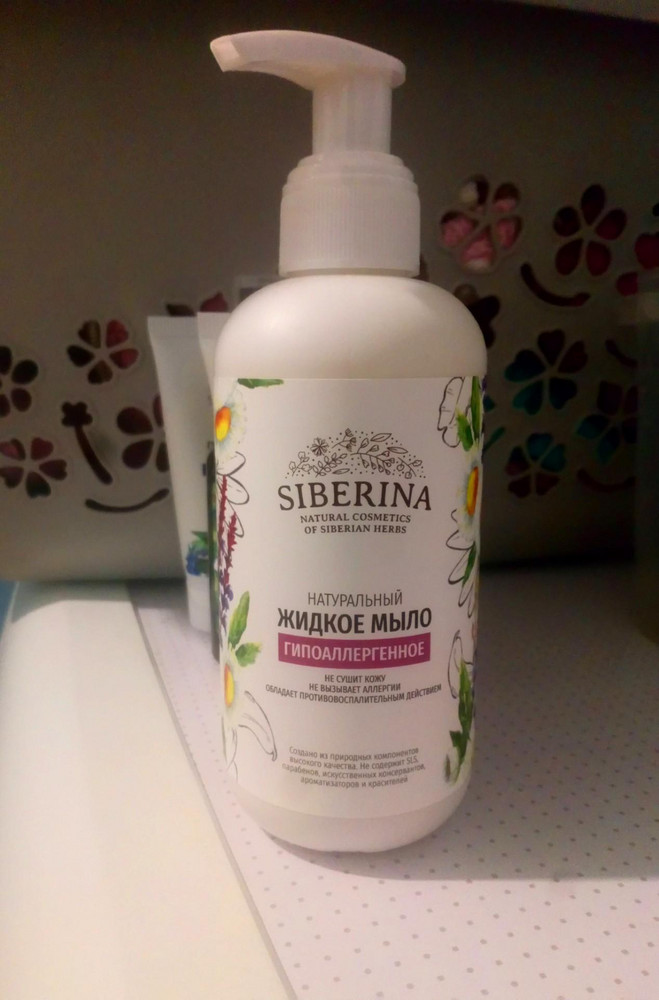 SIBERINA
NATURAL COSMETICS
OF SIBERIAN HERBS
НАТУРАЛЬНЫЙ
ЖИДКОЕ МЫЛО
ГИПОАЛЛЕРГЕННОЕ
НЕ СУШИТ КОЖУ
НЕ ВЫЗЫВАЕТ АЛЛЕРГИИ
ОБЛАДАЕТ ПРОТИВОВОСПАЛИТЕЛЬНЫМ ДЕЙСТВИЕМ
Создано из природных компонентов
высокого качества. Не содержит SLS,
парабенов, искусственных консервантов,
ароматизаторов и красителей